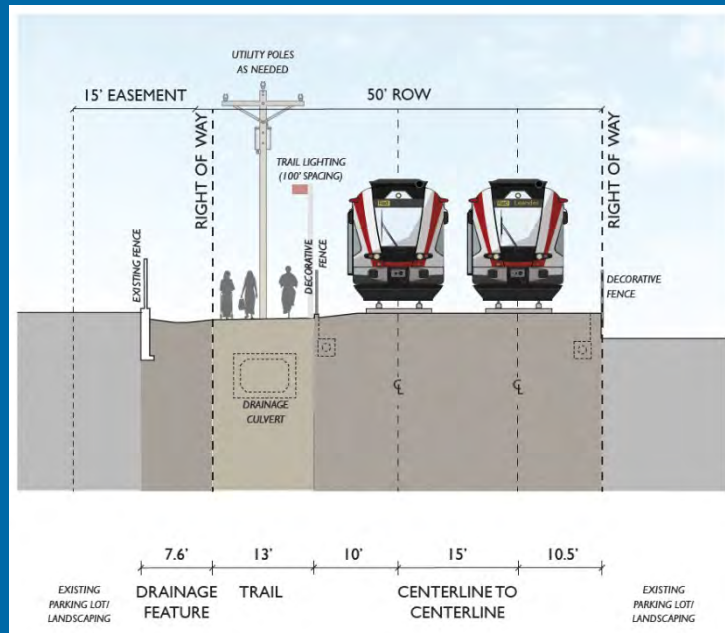 UTILITY POLES
AS NEEDED
15' EASEMENT
50' ROW
RIGHT OF WAY
TRAIL LIGHTING
(100' SPACING)
RIGHT OF WAY
EXISTING FENCE
DECORATIVE
FENCE
Leander
DECORATIVE
FENCE
DRAINAGE
CULVERT
CL
CL
7.6'
13'
10'
15'
10.5'
EXISTING
PARKING LOT/
LANDSCAPING
DRAINAGE
FEATURE
TRAIL
CENTERLINE TO
CENTERLINE
EXISTING
PARKING LOT/
LANDSCAPING